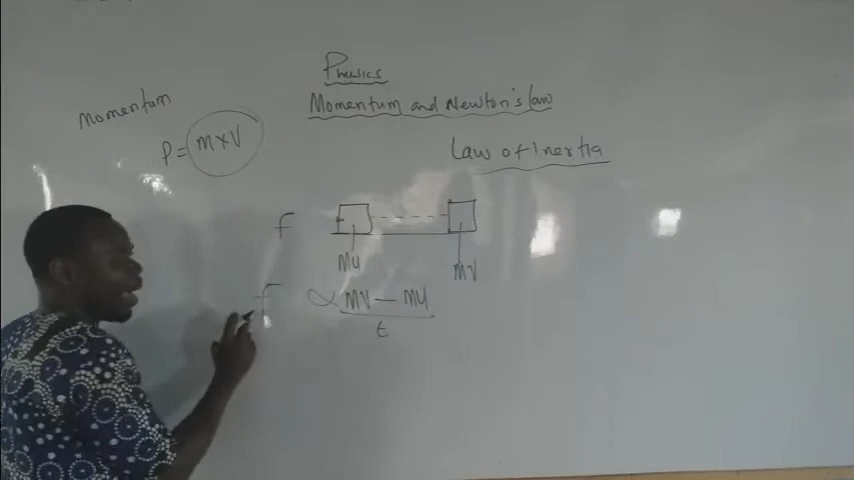 Physics
Momentum and Newton's law
Momentum
P = M x V
Law of Inertia
F
MU
MV
F ∝ MV — MU
t